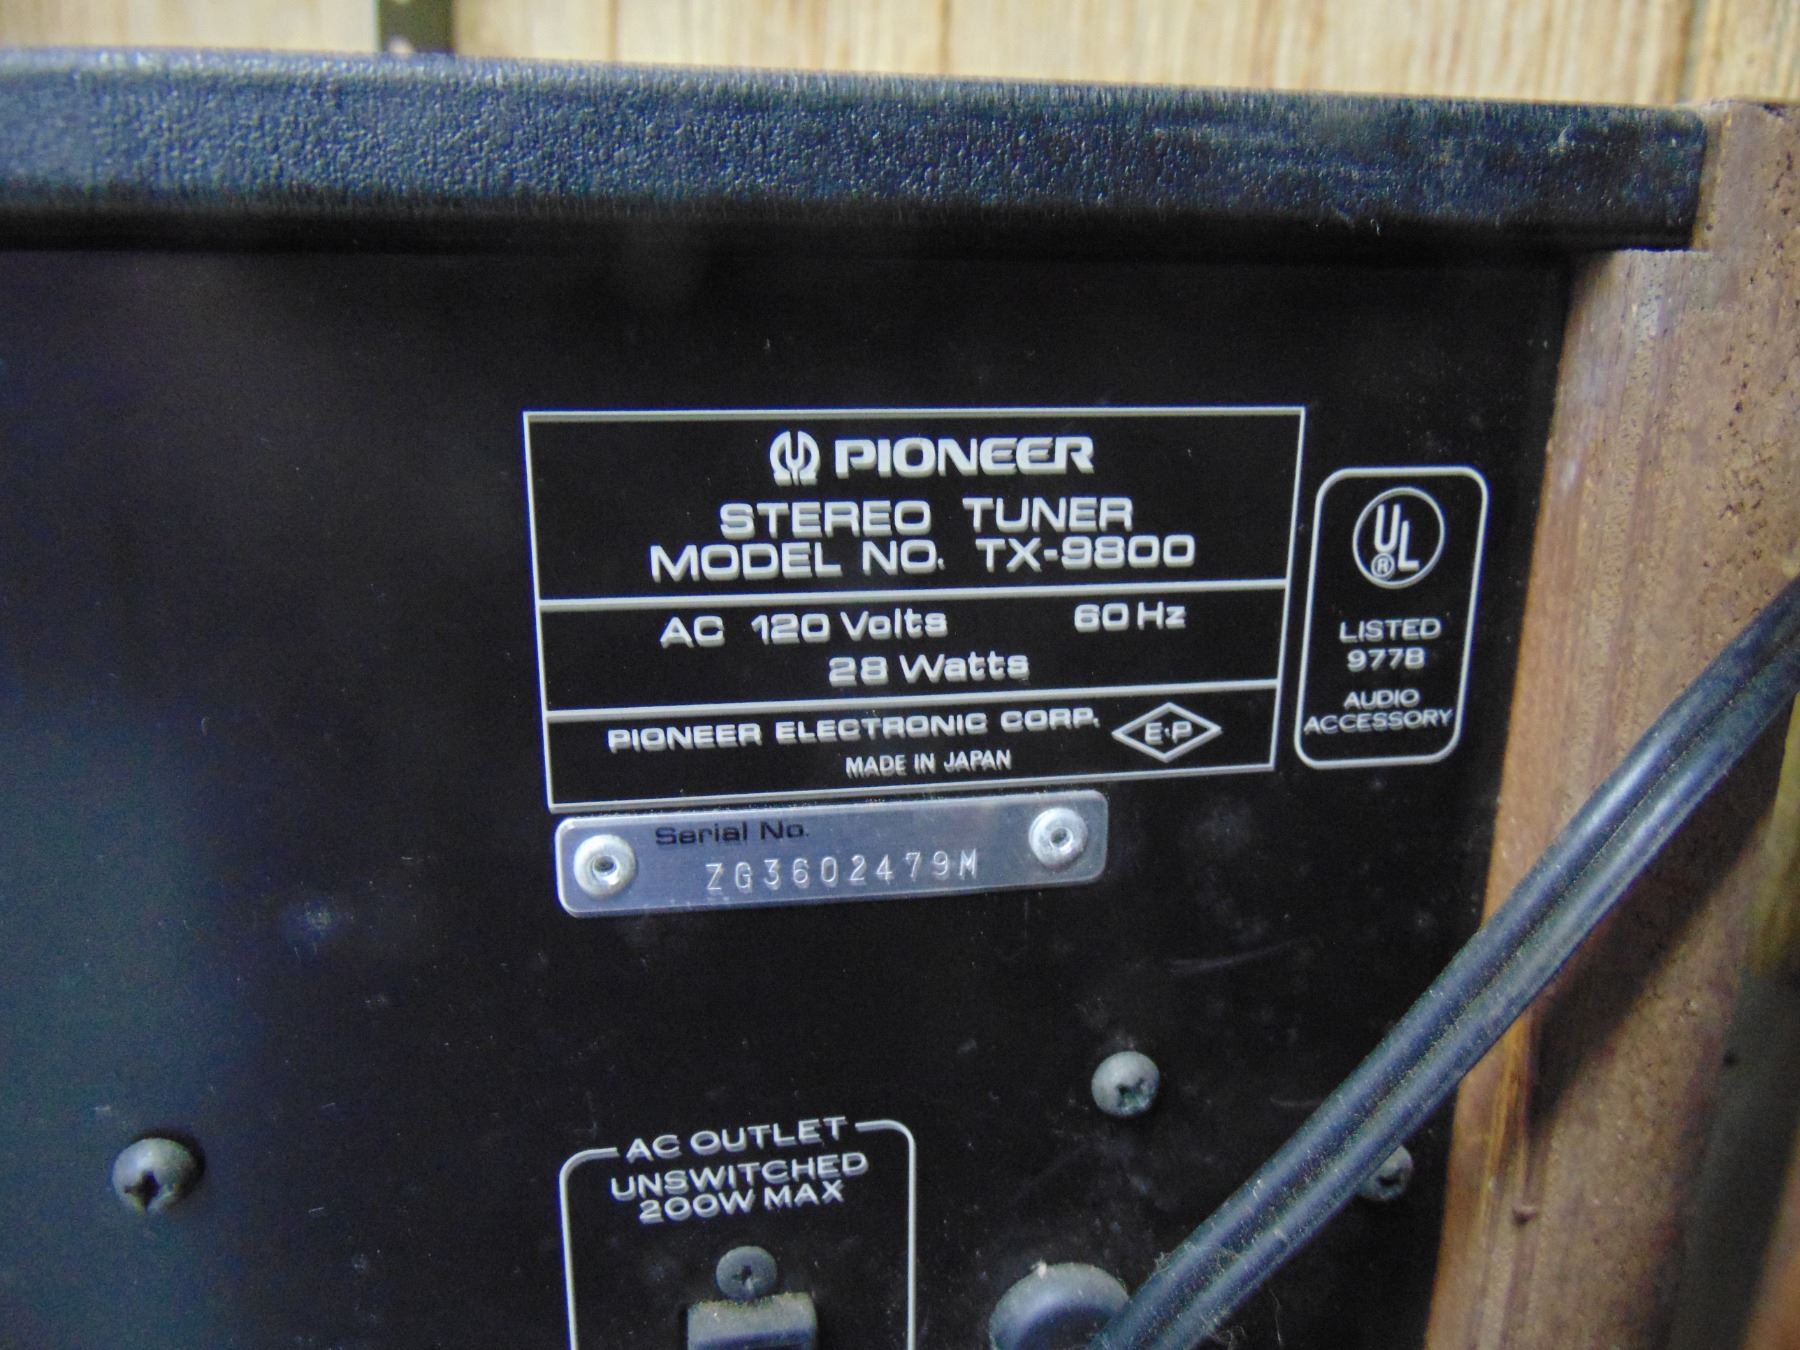 PIONEER
STEREO TUNER
MODEL NO. TX-9800
AC 120 Volts 60 Hz
28 Watts
PIONEER ELECTRONIC CORP. E·P
MADE IN JAPAN
UL ®
LISTED
977B
AUDIO
ACCESSORY
Serial No.
ZG3602479M
AC OUTLET
UNSWITCHED
200W MAX